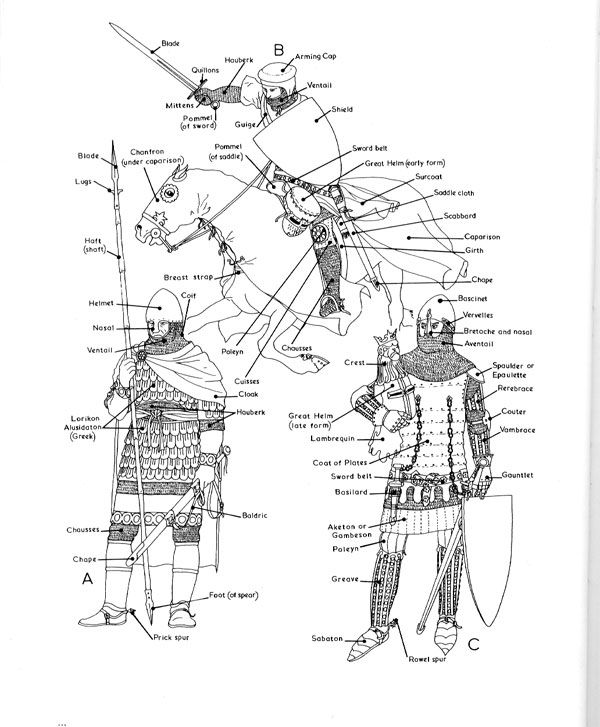 Blade
B
Quillons
Hauberk
Arming Cap
Ventail
Mittens
Pommel
(of sword)
Guige
Shield
Blade
Chanfron
(under caparison)
Pommel
(of saddle)
Sword belt
Great Helm (early form)
Lugs
Surcoat
Saddle cloth
Scabbard
Caparison
Haft
(shaft)
Girth
Breast strap
Chape
Helmet
Coif
Bascinet
Nasal
Vervelles
Bretache and nasal
Ventail
Poleyn
Chausses
Crest
Aventail
Cuisses
Spaulder or
Epaulette
Cloak
Rerebrace
Hauberk
Great Helm
(late form)
Couter
Lorikon
Alusidaton
(Greek)
Lambrequin
Vambrace
Coat of Plates
Sword belt
Gauntlet
Basilard
Baldric
Chausses
Aketon or
Gambeson
Poleyn
Chape
A
Greave
Foot (of spear)
Prick spur
Sabaton
C
Rowel spur